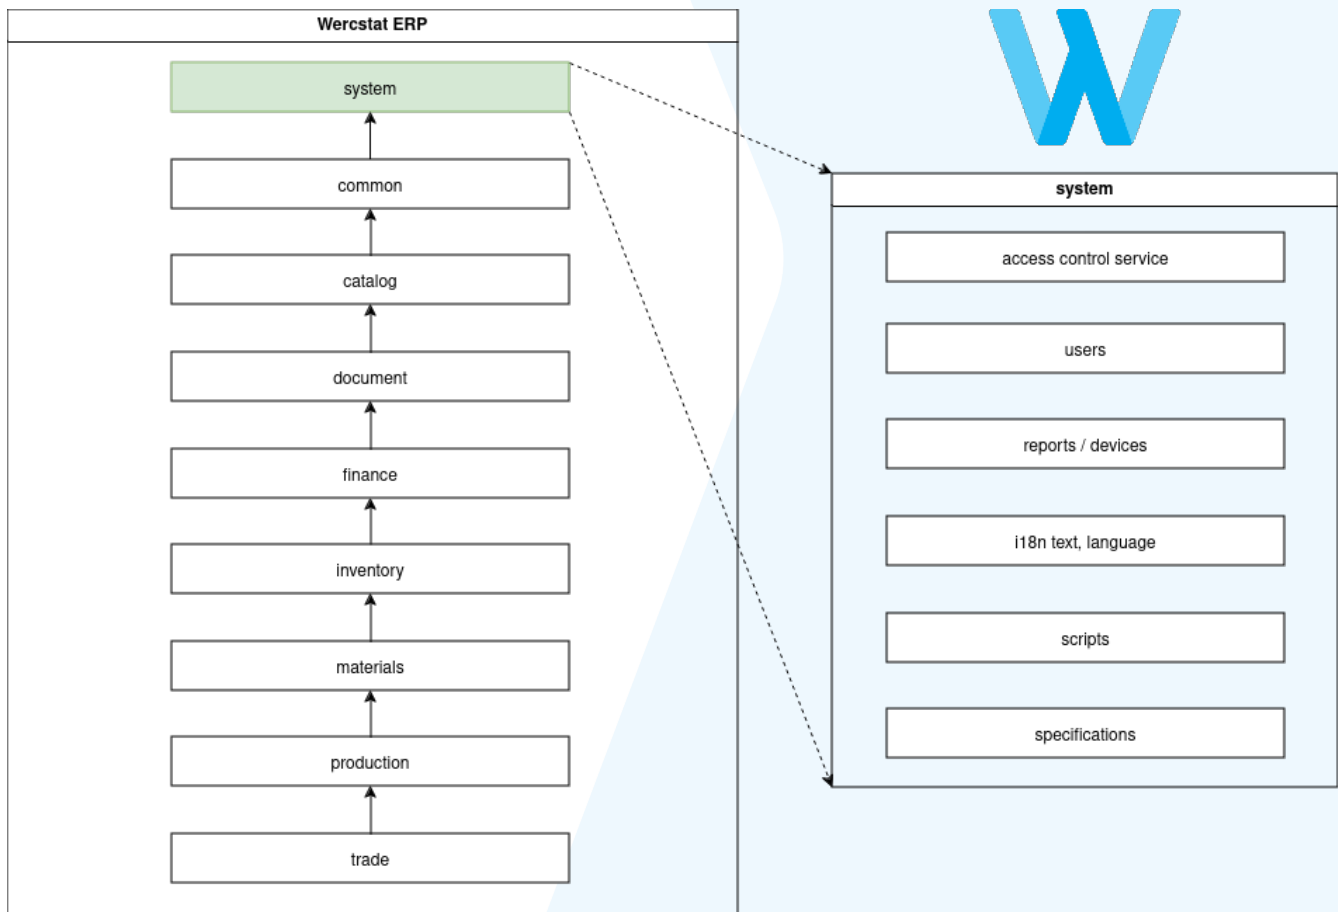 Wercstat ERP
system
common
catalog
document
finance
inventory
materials
production
trade
system
access control service
users
reports / devices
i18n text, language
scripts
specifications